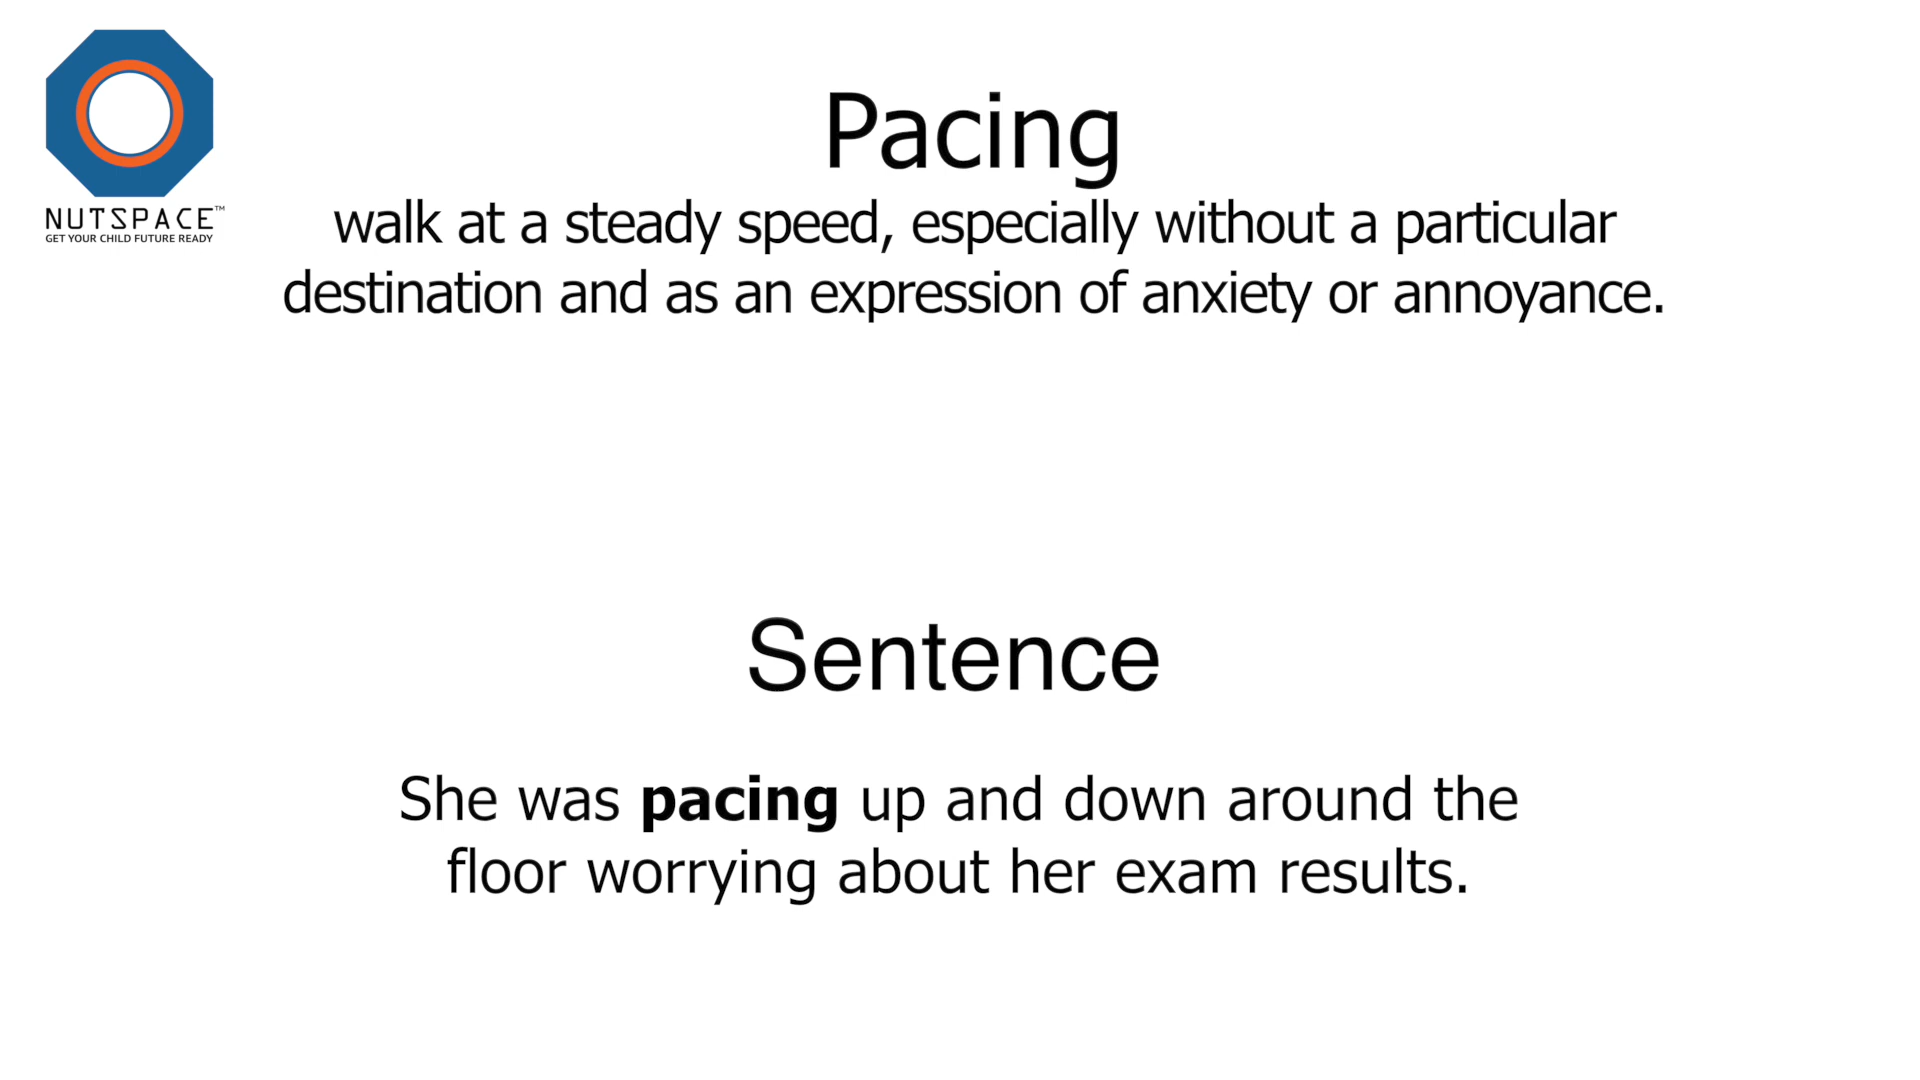 NUTSPACE™
GET YOUR CHILD FUTURE READY
Pacing
walk at a steady speed, especially without a particular
destination and as an expression of anxiety or annoyance.
Sentence
She was pacing up and down around the
floor worrying about her exam results.